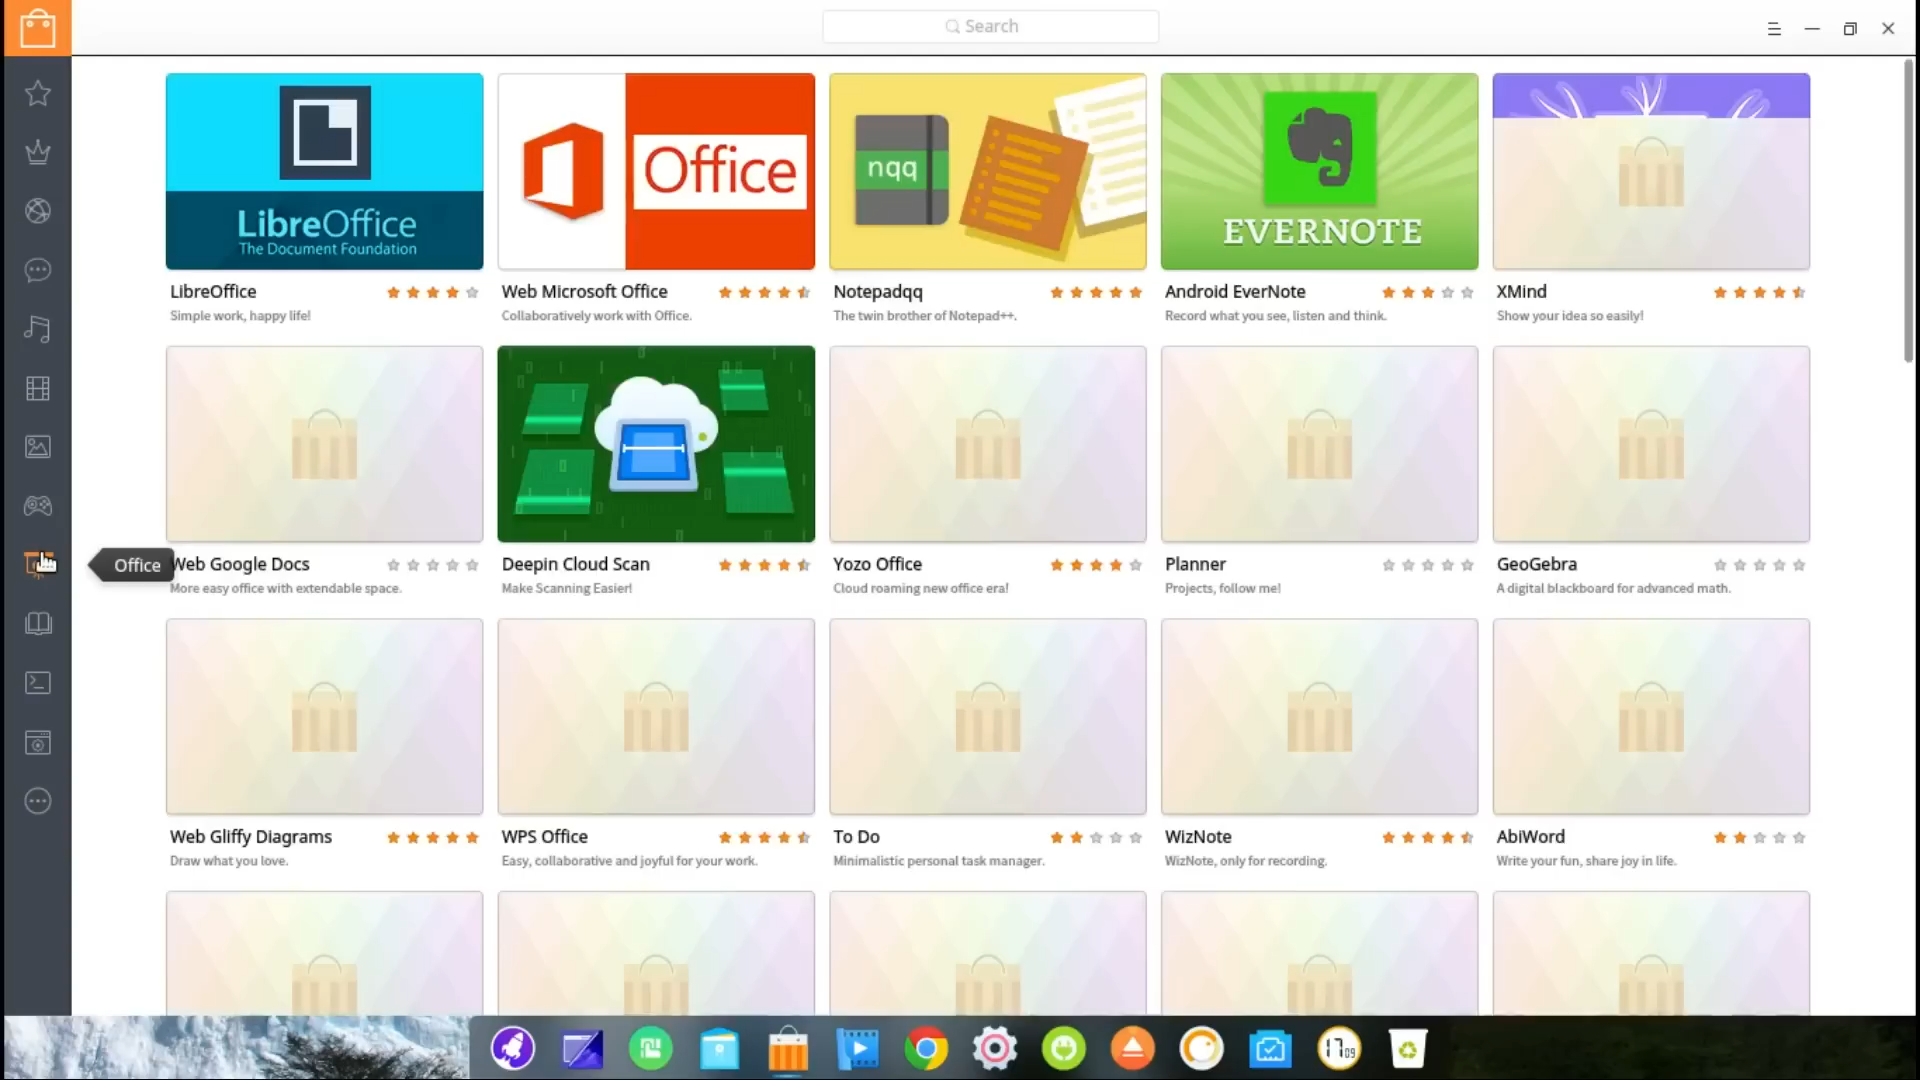 Search
LibreOffice
The Document Foundation
Office
nqq
EVERNOTE
LibreOffice
Simple work, happy life!
Web Microsoft Office
Collaboratively work with Office.
Notepadqq
The twin brother of Notepad++.
Android EverNote
Record what you see, listen and think.
XMind
Show your idea so easily!
Office
Web Google Docs
More easy office with extendable space.
Deepin Cloud Scan
Make Scanning Easier!
Yozo Office
Cloud roaming new office era!
Planner
Projects, follow me!
GeoGebra
A digital blackboard for advanced math.
Web Gliffy Diagrams
Draw what you love.
WPS Office
Easy, collaborative and joyful for your work.
To Do
Minimalistic personal task manager.
WizNote
WizNote, only for recording.
AbiWord
Write your fun, share joy in life.
17 09